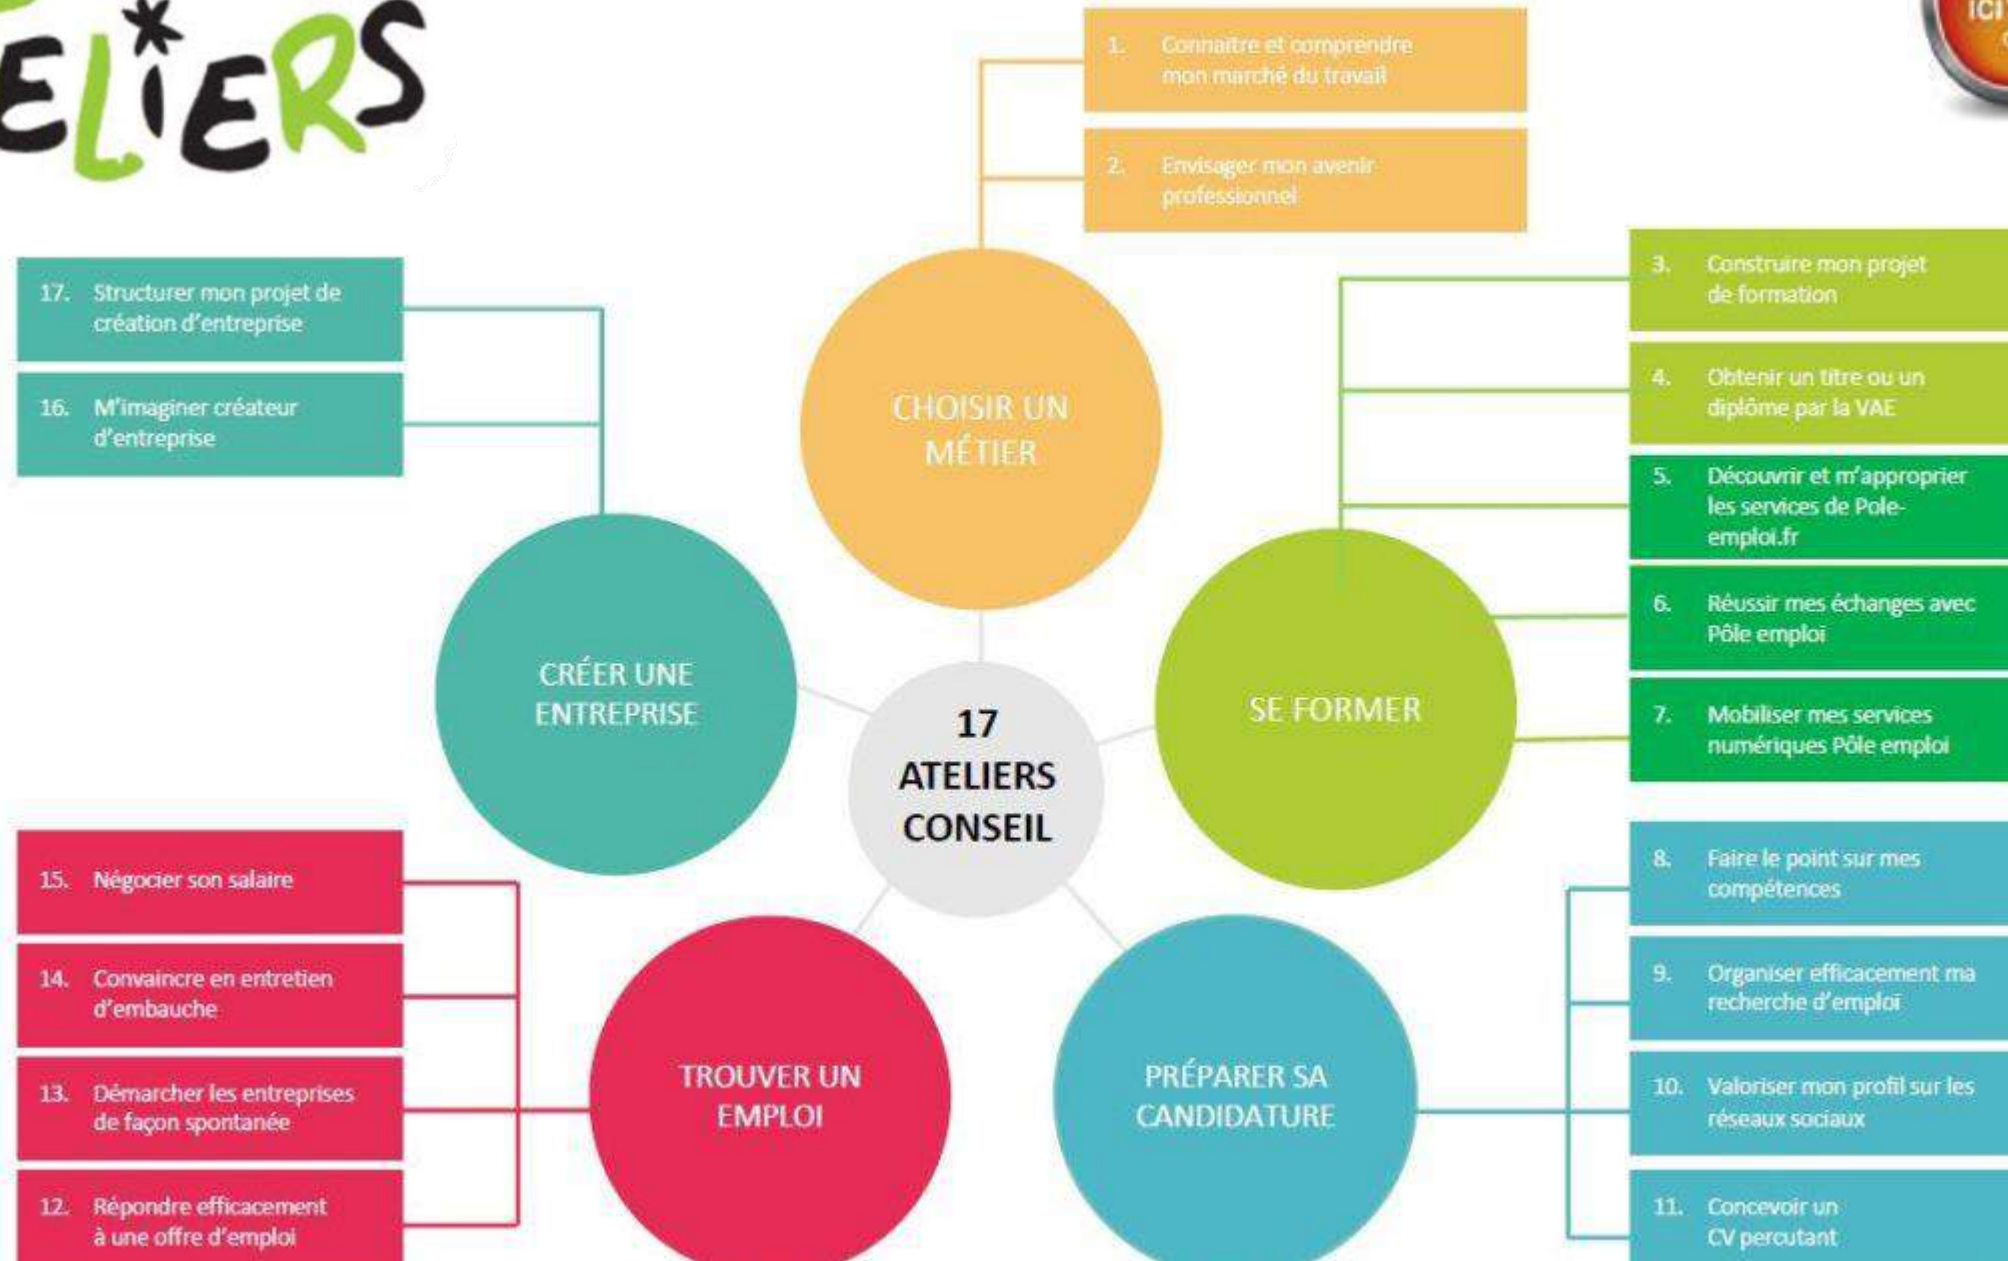 ELIERS
ICI
1. Connaitre et comprendre
mon marché du travail
2. Envisager mon avenir
professionnel
CHOISIR UN
MÉTIER
3. Construire mon projet
de formation
4. Obtenir un titre ou un
diplôme par la VAE
5. Découvrir et m'approprier
les services de Pole-
emploi.fr
6. Réussir mes échanges avec
Pôle emploi
7. Mobiliser mes services
numériques Pôle emploi
SE FORMER
8. Faire le point sur mes
compétences
9. Organiser efficacement ma
recherche d'emploi
10. Valoriser mon profil sur les
réseaux sociaux
11. Concevoir un
CV percutant
PRÉPARER SA
CANDIDATURE
17
ATELIERS
CONSEIL
TROUVER UN
EMPLOI
15. Négocier son salaire
14. Convaincre en entretien
d'embauche
13. Démarcher les entreprises
de façon spontanée
12. Répondre efficacement
à une offre d'emploi
CRÉER UNE
ENTREPRISE
17. Structurer mon projet de
création d'entreprise
16. M'imaginer créateur
d'entreprise